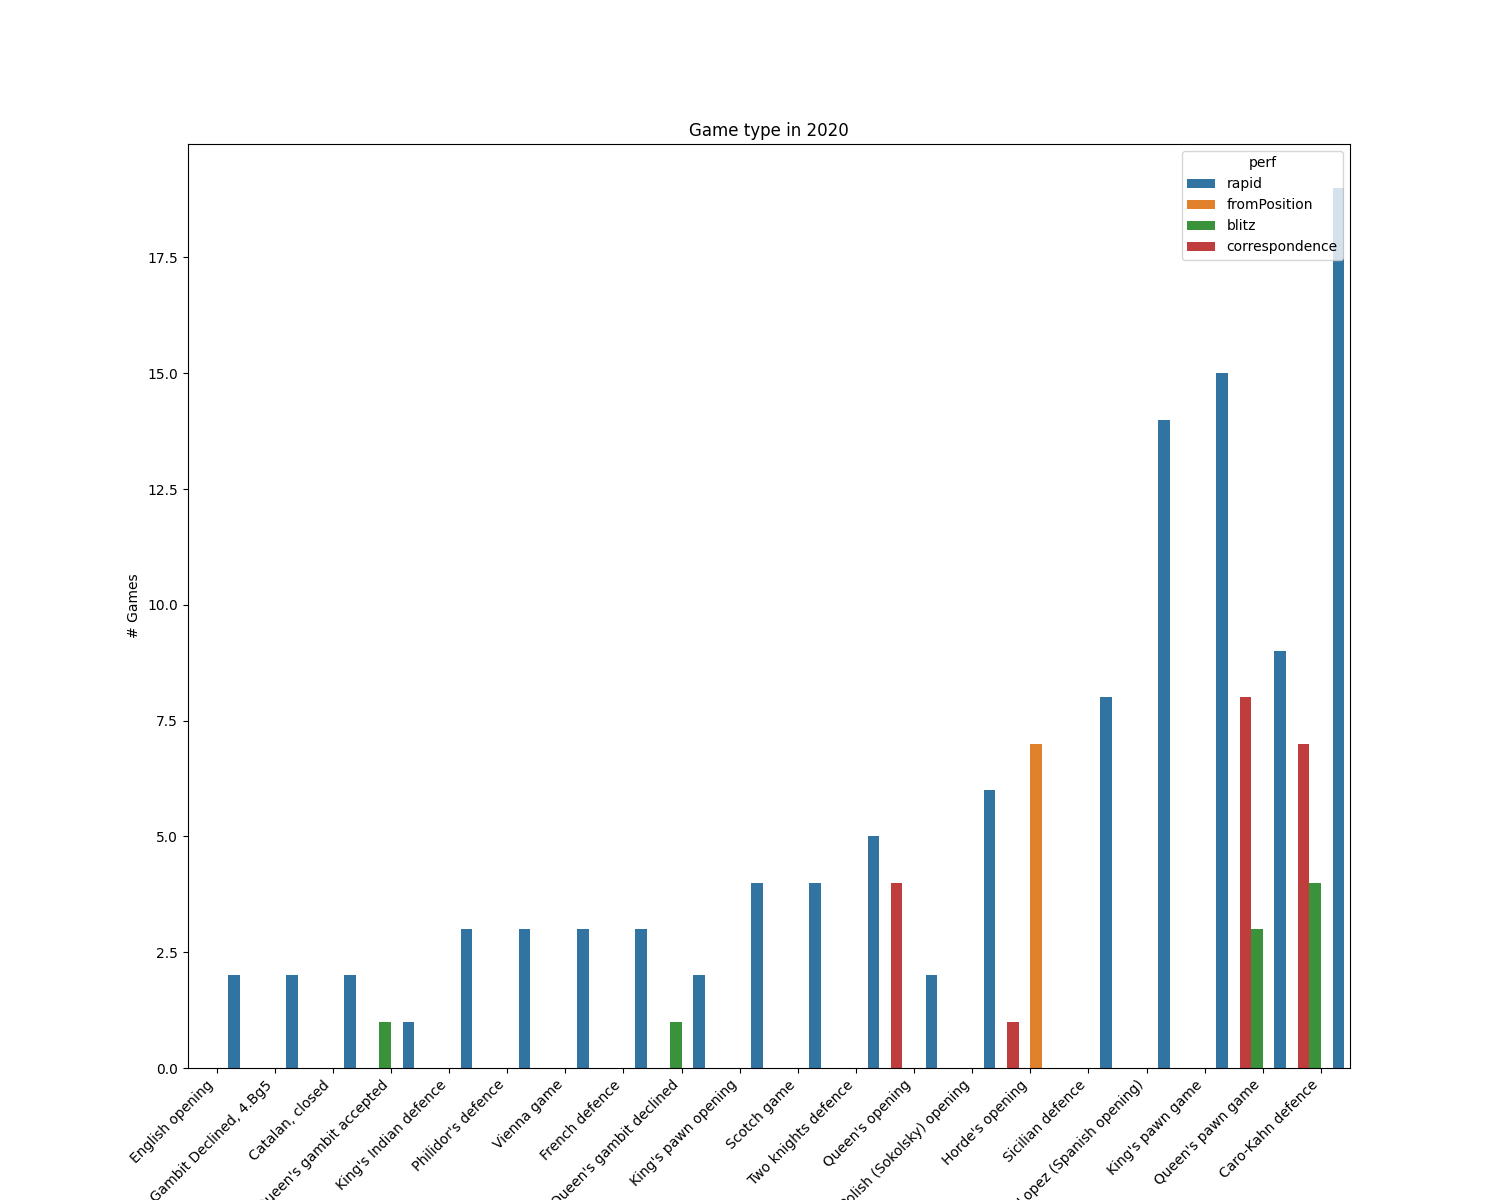 Game type in 2020
perf
rapid
fromPosition
blitz
correspondence
# Games
17.5
15.0
12.5
10.0
7.5
5.0
2.5
0.0
English opening
Gambit Declined, 4.Bg5
Catalan, closed
Queen's gambit accepted
King's Indian defence
Philidor's defence
Vienna game
French defence
Queen's gambit declined
King's pawn opening
Scotch game
Two knights defence
Queen's opening
Polish (Sokolsky) opening
Horde's opening
Sicilian defence
Lopez (Spanish opening)
King's pawn game
Queen's pawn game
Caro-Kahn defence